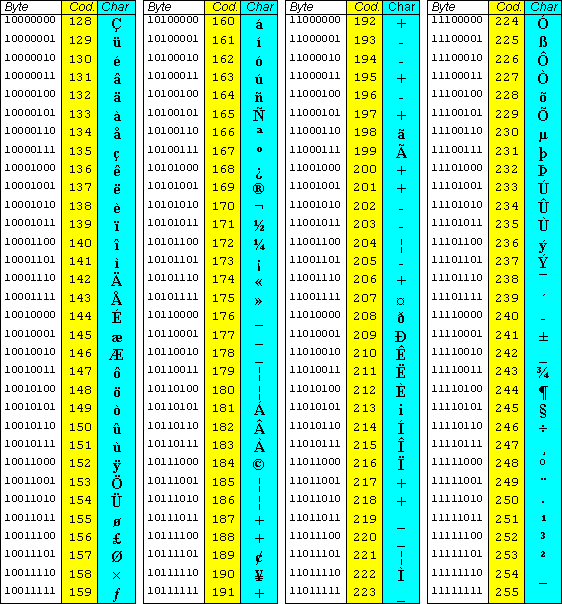 Byte Cod. Char Byte Cod. Char Byte Cod. Char Byte Cod. Char
10000000 128 Ç 10100000 160 á 11000000 192 + 11100000 224 Ó
10000001 129 ü 10100001 161 í 11000001 193 - 11100001 225 ß
10000010 130 é 10100010 162 ó 11000010 194 - 11100010 226 Ô
10000011 131 â 10100011 163 ú 11000011 195 + 11100011 227 Ò
10000100 132 ä 10100100 164 ñ 11000100 196 - 11100100 228 õ
10000101 133 à 10100101 165 Ñ 11000101 197 + 11100101 229 Õ
10000110 134 å 10100110 166 ª 11000110 198 ã 11100110 230 µ
10000111 135 ç 10100111 167 º 11000111 199 Ã 11100111 231 þ
10001000 136 ê 10101000 168 ¿ 11001000 200 + 11101000 232 Þ
10001001 137 ë 10101001 169 ® 11001001 201 + 11101001 233 Ú
10001010 138 è 10101010 170 ¬ 11001010 202 - 11101010 234 Û
10001011 139 ï 10101011 171 ½ 11001011 203 - 11101011 235 Ù
10001100 140 î 10101100 172 ¼ 11001100 204 ¦ 11101100 236 ý
10001101 141 ì 10101101 173 ¡ 11001101 205 - 11101101 237 Ý
10001110 142 Ä 10101110 174 « 11001110 206 + 11101110 238 ¯
10001111 143 Å 10101111 175 » 11001111 207 ¤ 11101111 239 ´
10010000 144 É 10110000 176 _ 11010000 208 ð 11110000 240 -
10010001 145 æ 10110001 177 _ 11010001 209 Ð 11110001 241 ±
10010010 146 Æ 10110010 178 _ 11010010 210 Ê 11110010 242 _
10010011 147 ô 10110011 179 ¦ 11010011 211 Ë 11110011 243 ¾
10010100 148 ö 10110100 180 ¦ 11010100 212 È 11110100 244 ¶
10010101 149 ò 10110101 181 Á 11010101 213 i 11110101 245 §
10010110 150 û 10110110 182 Â 11010110 214 Í 11110110 246 ÷
10010111 151 ù 10110111 183 À 11010111 215 Î 11110111 247 ¸
10011000 152 ÿ 10111000 184 © 11011000 216 Ï 11111000 248 °
10011001 153 Ö 10111001 185 ¦ 11011001 217 + 11111001 249 ¨
10011010 154 Ü 10111010 186 ¦ 11011010 218 + 11111010 250 ·
10011011 155 ø 10111011 187 + 11011011 219 _ 11111011 251 ¹
10011100 156 £ 10111100 188 + 11011100 220 _ 11111100 252 ³
10011101 157 Ø 10111101 189 ¢ 11011101 221 ¦ 11111101 253 ²
10011110 158 × 10111110 190 ¥ 11011110 222 Ì 11111110 254 _
10011111 159 ƒ 10111111 191 + 11011111 223 _ 11111111 255